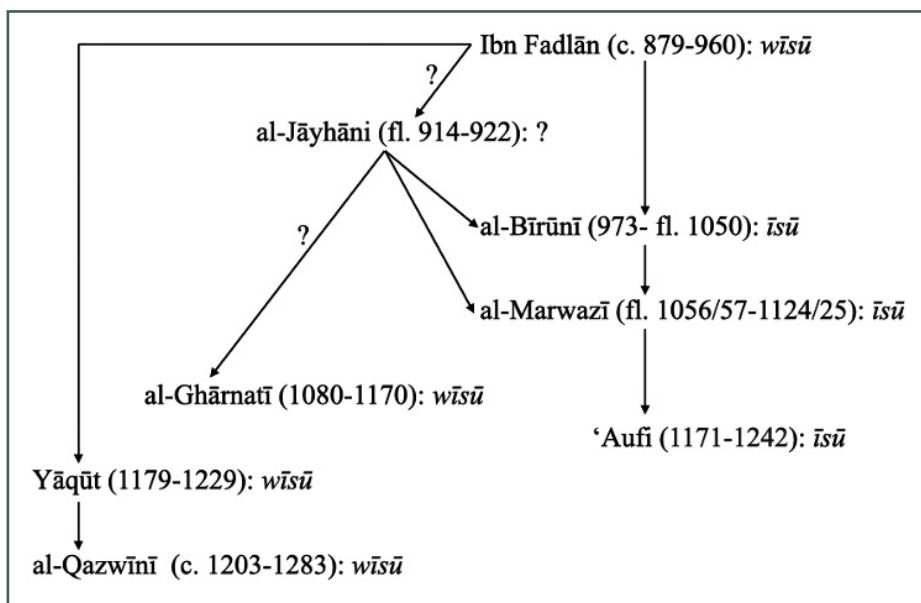 Ibn Fadlān (c. 879-960): wīsū
?
al-Jāyhāni (fl. 914-922): ?
al-Bīrūnī (973- fl. 1050): īsū
?
al-Marwazī (fl. 1056/57-1124/25): īsū
al-Ghārnatī (1080-1170): wīsū
‘Aufi (1171-1242): īsū
Yāqūt (1179-1229): wīsū
al-Qazwīnī (c. 1203-1283): wīsū